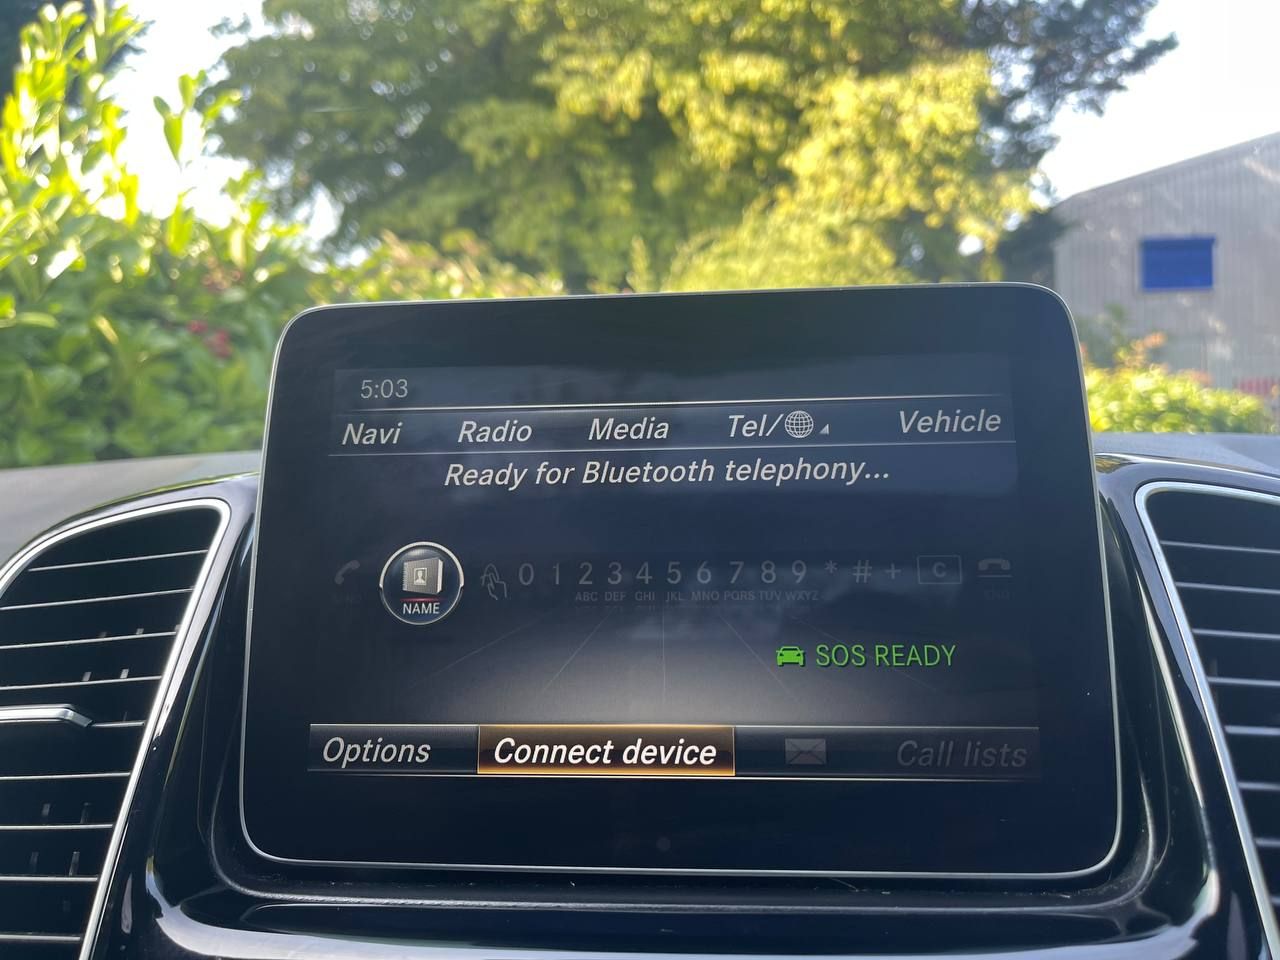 5:03
Navi Radio Media Tel/ Vehicle
Ready for Bluetooth telephony...
0 1 2 3 4 5 6 7 8 9 * # + C
ABC DEF GHI JKL MNO PQRS TUV WXYZ
NAME
SOS READY
Options Connect device Call lists